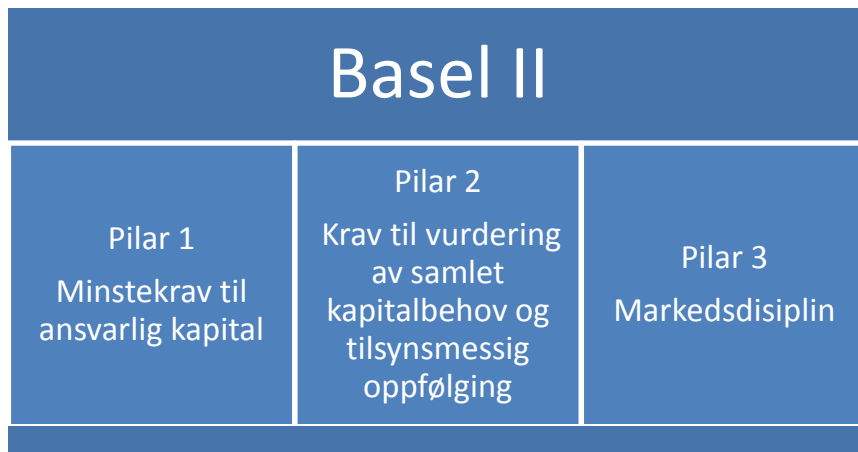 Basel II
Pilar 1
Minstekrav til
ansvarlig kapital
Pilar 2
Krav til vurdering
av samlet
kapitalbehov og
tilsynsmessig
oppfølging
Pilar 3
Markedsdisiplin